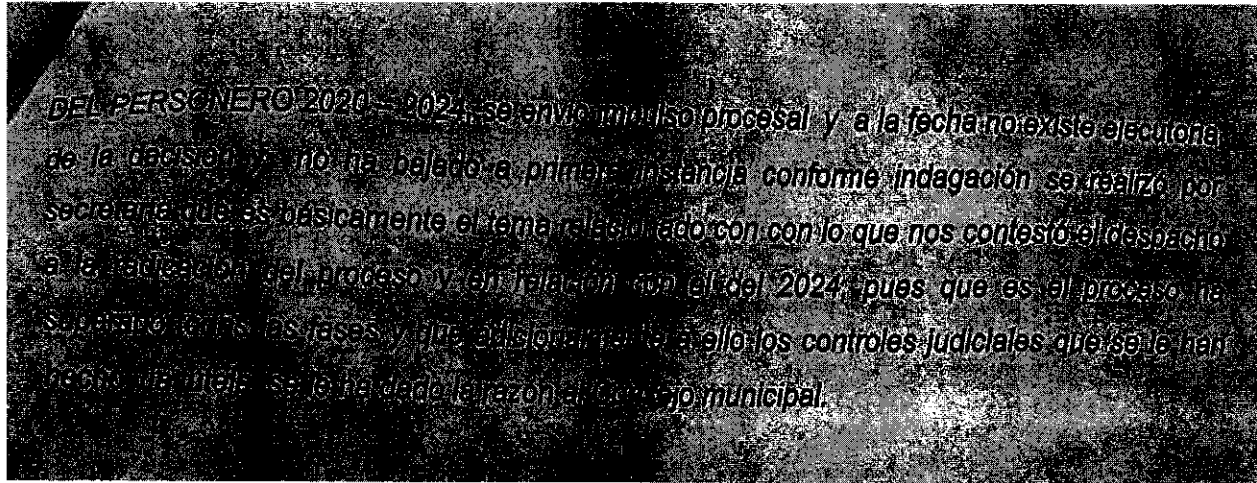 DEL PERSONERO 2020 – 2024, se envió impulso procesal y a la fecha no existe ejecutoria
de la decisión y no ha bajado a primera instancia conforme indagación se realizó por
secretaria que es básicamente el tema relacionado con con lo que nos contestó el despacho
a la radicación del proceso y en relación con el del 2024, pues que es el proceso ha
superado todas las fases y que adicionalmente a ello los controles judiciales que se le han
hecho tutela se le ha dado la razón al Concejo municipal.